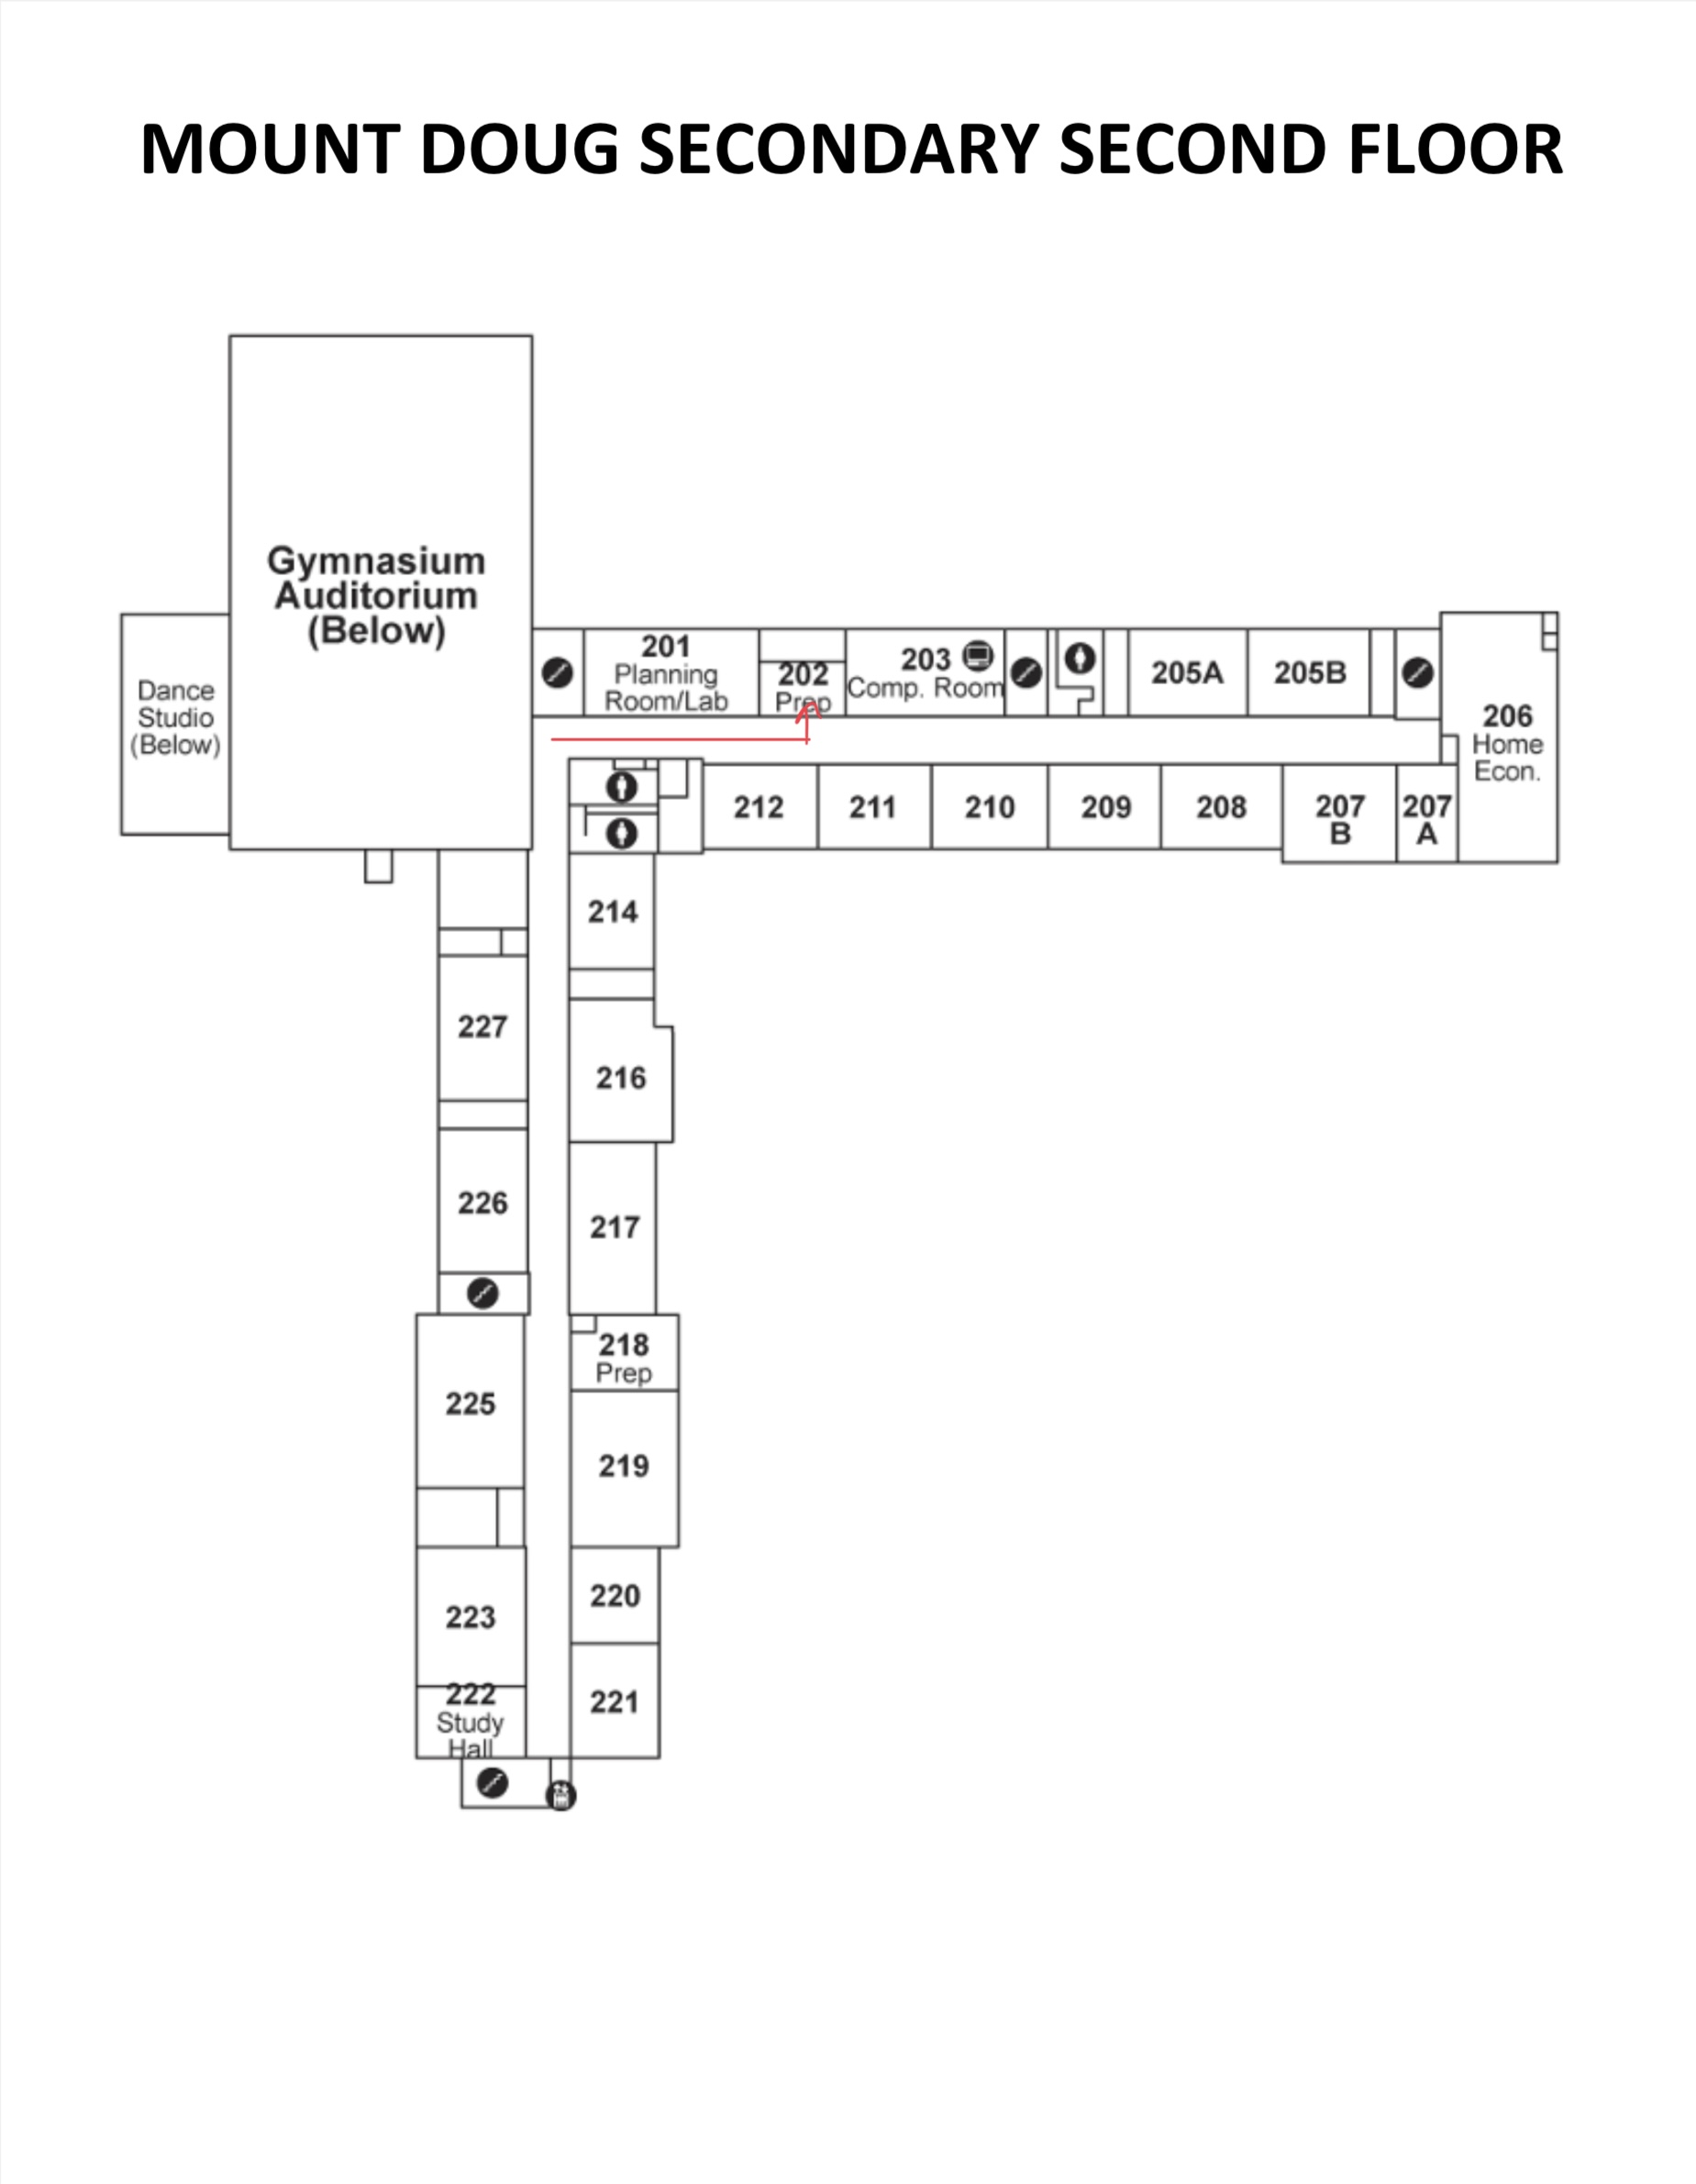 MOUNT DOUG SECONDARY SECOND FLOOR
Gymnasium
Auditorium
(Below)
Dance
Studio
(Below)
201
Planning
Room/Lab
202
Prep
203
Comp. Room
205A
205B
206
Home
Econ.
212
211
210
209
208
207
B
207
A
214
227
216
226
217
218
Prep
225
219
220
223
221
222
Study
Hall